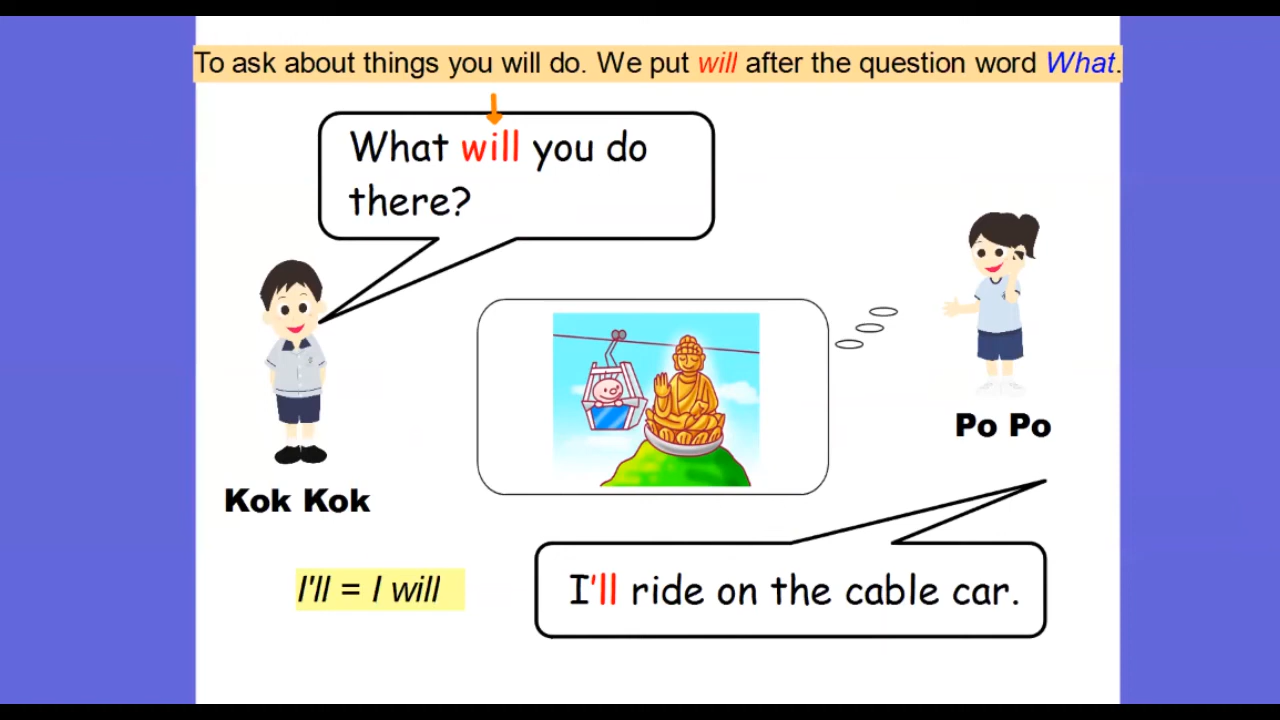 To ask about things you will do. We put will after the question word What.
What will you do
there?
Po Po
Kok Kok
I'll = I will
I'll ride on the cable car.